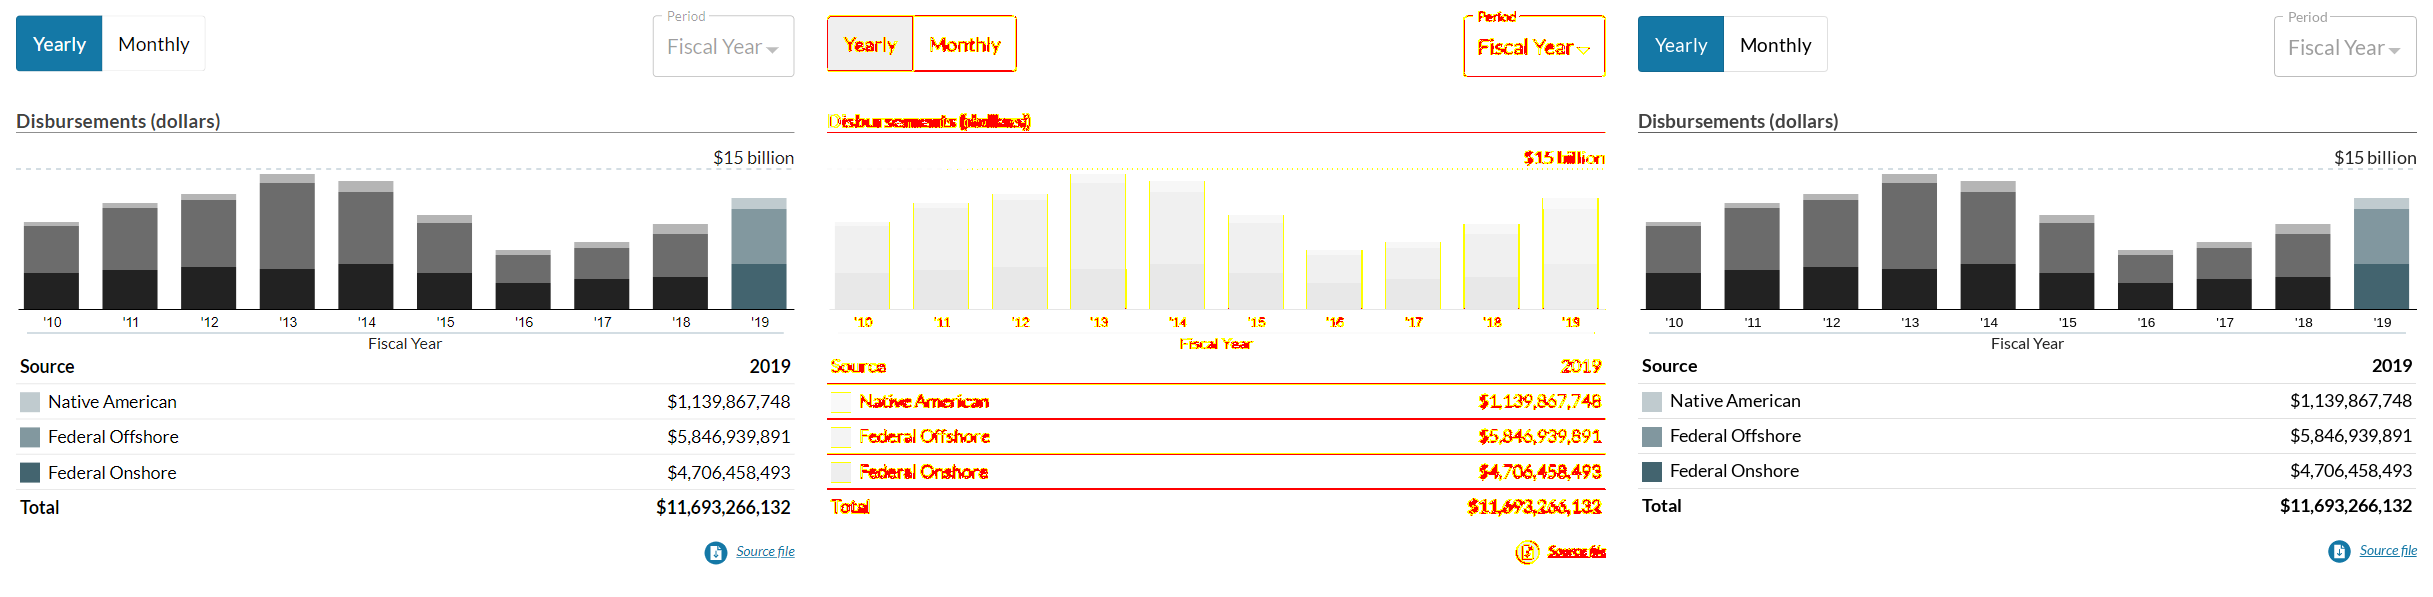 Yearly Monthly Period
Fiscal Year
Disbursements (dollars)
$15 billion
'10 '11 '12 '13 '14 '15 '16 '17 '18 '19
Fiscal Year
Source 2019
Native American $1,139,867,748
Federal Offshore $5,846,939,891
Federal Onshore $4,706,458,493
Total $11,693,266,132
Source file
Yearly Monthly Period
Fiscal Year
Disbursements (dollars)
$15 billion
'10 '11 '12 '13 '14 '15 '16 '17 '18 '19
Fiscal Year
Source 2019
Native American $1,139,867,748
Federal Offshore $5,846,939,891
Federal Onshore $4,706,458,493
Total $11,693,266,132
Source file
Yearly Monthly Period
Fiscal Year
Disbursements (dollars)
$15 billion
'10 '11 '12 '13 '14 '15 '16 '17 '18 '19
Fiscal Year
Source 2019
Native American $1,139,867,748
Federal Offshore $5,846,939,891
Federal Onshore $4,706,458,493
Total $11,693,266,132
Source file